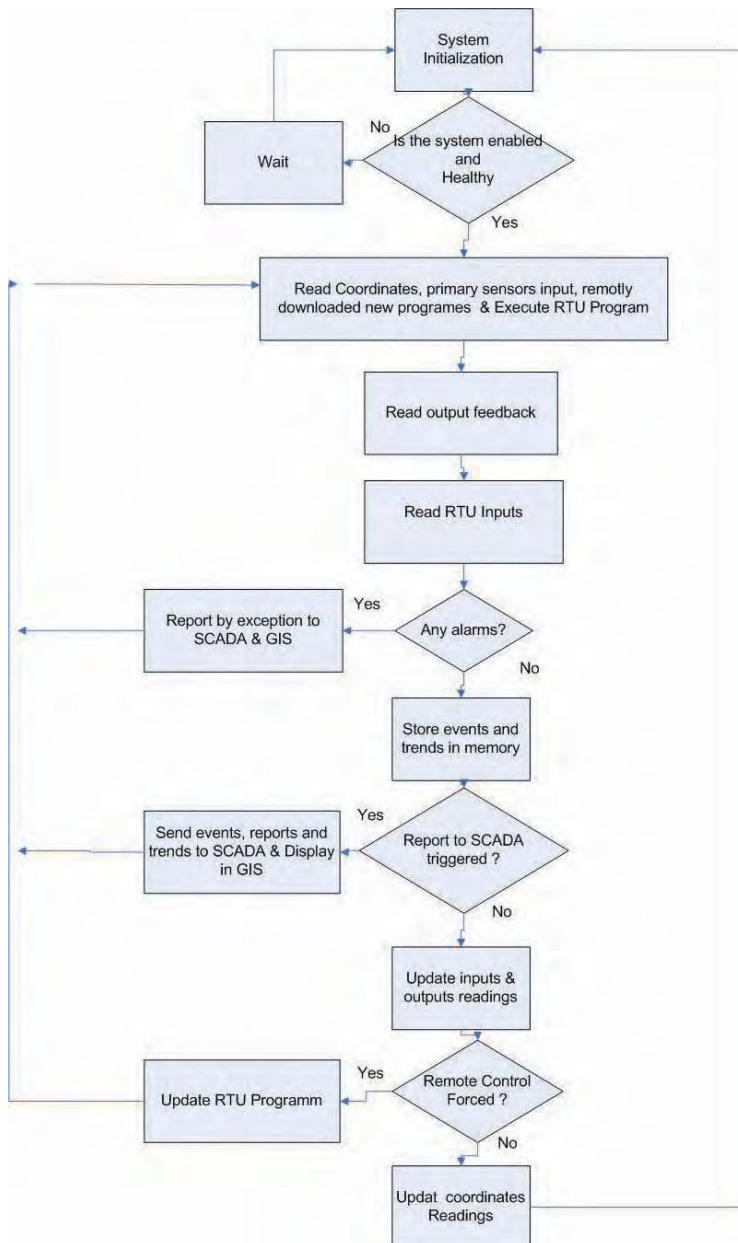 System
Initialization
No
Is the system enabled
and
Healthy
Wait
Yes
Read Coordinates, primary sensors input, remotly
downloaded new programes & Execute RTU Program
Read output feedback
Read RTU Inputs
Yes
Report by exception to
SCADA & GIS
Any alarms?
No
Store events and
trends in memory
Yes
Send events, reports and
trends to SCADA & Display
in GIS
Report to SCADA
triggered ?
No
Update inputs &
outputs readings
Yes
Update RTU Programm
Remote Control
Forced ?
No
Updat coordinates
Readings